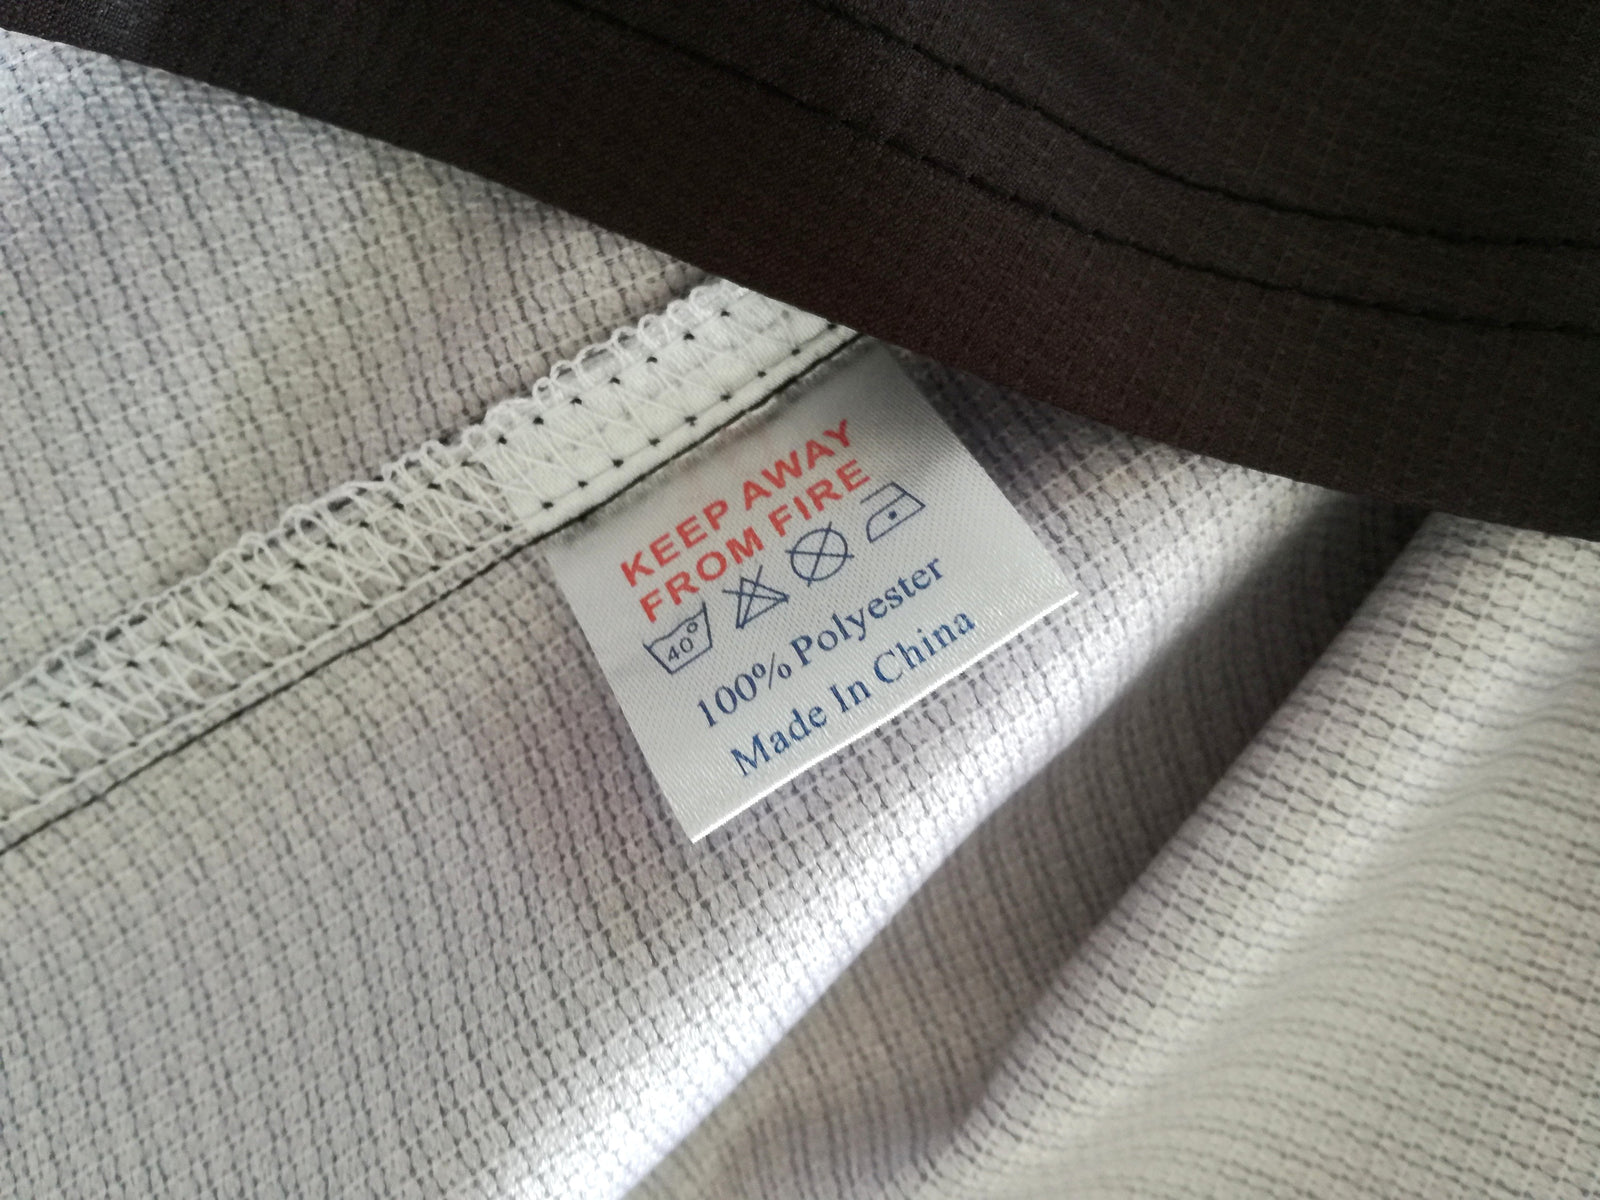 KEEP AWAY
FROM FIRE
40°
100% Polyester
Made In China